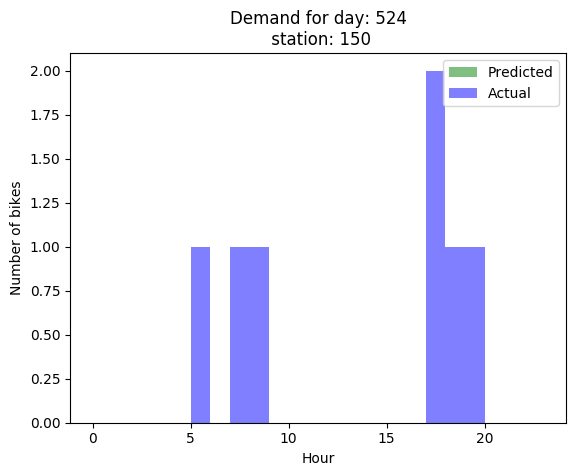 Demand for day: 524
station: 150
Predicted
Actual
2.00
1.75
1.50
1.25
1.00
0.75
0.50
0.25
0.00
Number of bikes
0 5 10 15 20
Hour